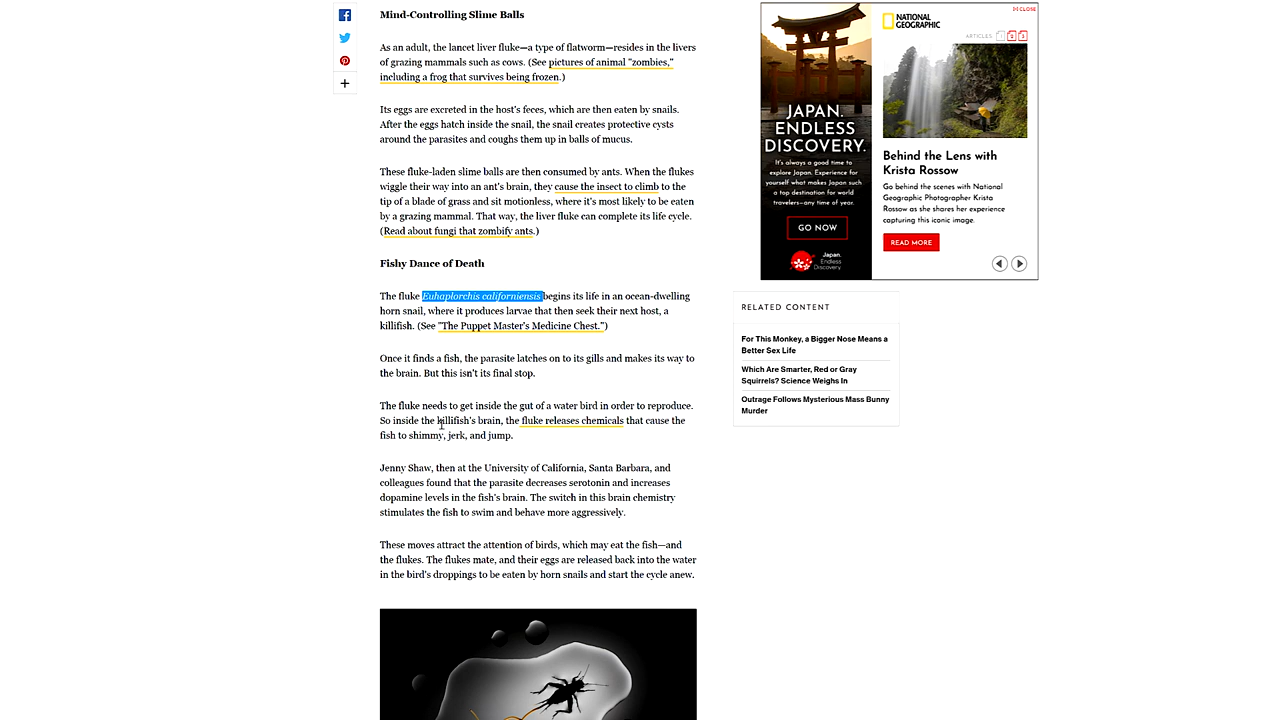 Mind-Controlling Slime Balls
As an adult, the lancet liver fluke—a type of flatworm—resides in the livers
of grazing mammals such as cows. (See pictures of animal "zombies,"
including a frog that survives being frozen.)
Its eggs are excreted in the host's feces, which are then eaten by snails.
After the eggs hatch inside the snail, the snail creates protective cysts
around the parasites and coughs them up in balls of mucus.
These fluke-laden slime balls are then consumed by ants. When the flukes
wiggle their way into an ant's brain, they cause the insect to climb to the
tip of a blade of grass and sit motionless, where it's most likely to be eaten
by a grazing mammal. That way, the liver fluke can complete its life cycle.
(Read about fungi that zombify ants.)
Fishy Dance of Death
The fluke Euhaplorchis californiensis begins its life in an ocean-dwelling
horn snail, where it produces larvae that then seek their next host, a
killifish. (See "The Puppet Master's Medicine Chest.")
Once it finds a fish, the parasite latches on to its gills and makes its way to
the brain. But this isn't its final stop.
The fluke needs to get inside the gut of a water bird in order to reproduce.
So inside the killifish's brain, the fluke releases chemicals that cause the
fish to shimmy, jerk, and jump.
Jenny Shaw, then at the University of California, Santa Barbara, and
colleagues found that the parasite decreases serotonin and increases
dopamine levels in the fish's brain. The switch in this brain chemistry
stimulates the fish to swim and behave more aggressively.
These moves attract the attention of birds, which may eat the fish—and
the flukes. The flukes mate, and their eggs are released back into the water
in the bird's droppings to be eaten by horn snails and start the cycle anew.
JAPAN.
ENDLESS
DISCOVERY.
It's always a good time to
explore Japan. Experience for
yourself what makes Japan such
a top destination for world
travelers—any time of year.
GO NOW
Japan.
Endless
Discovery.
CLOSE
NATIONAL
GEOGRAPHIC
ARTICLES 1 2 3
Behind the Lens with
Krista Rossow
Go behind the scenes with National
Geographic Photographer Krista
Rossow as she shares her experience
capturing this iconic image.
READ MORE
RELATED CONTENT
For This Monkey, a Bigger Nose Means a
Better Sex Life
Which Are Smarter, Red or Gray
Squirrels? Science Weighs In
Outrage Follows Mysterious Mass Bunny
Murder